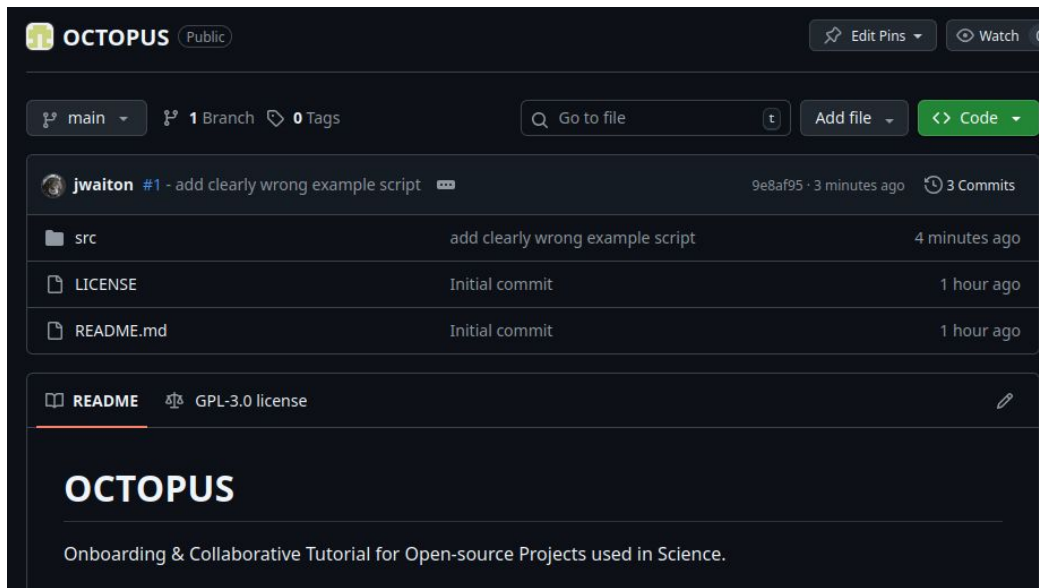 OCTOPUS Public Edit Pins Watch
main 1 Branch 0 Tags Go to file t Add file Code
jwaiton #1 - add clearly wrong example script 9e8af95 · 3 minutes ago 3 Commits
src add clearly wrong example script 4 minutes ago
LICENSE Initial commit 1 hour ago
README.md Initial commit 1 hour ago
README GPL-3.0 license
OCTOPUS
Onboarding & Collaborative Tutorial for Open-source Projects used in Science.